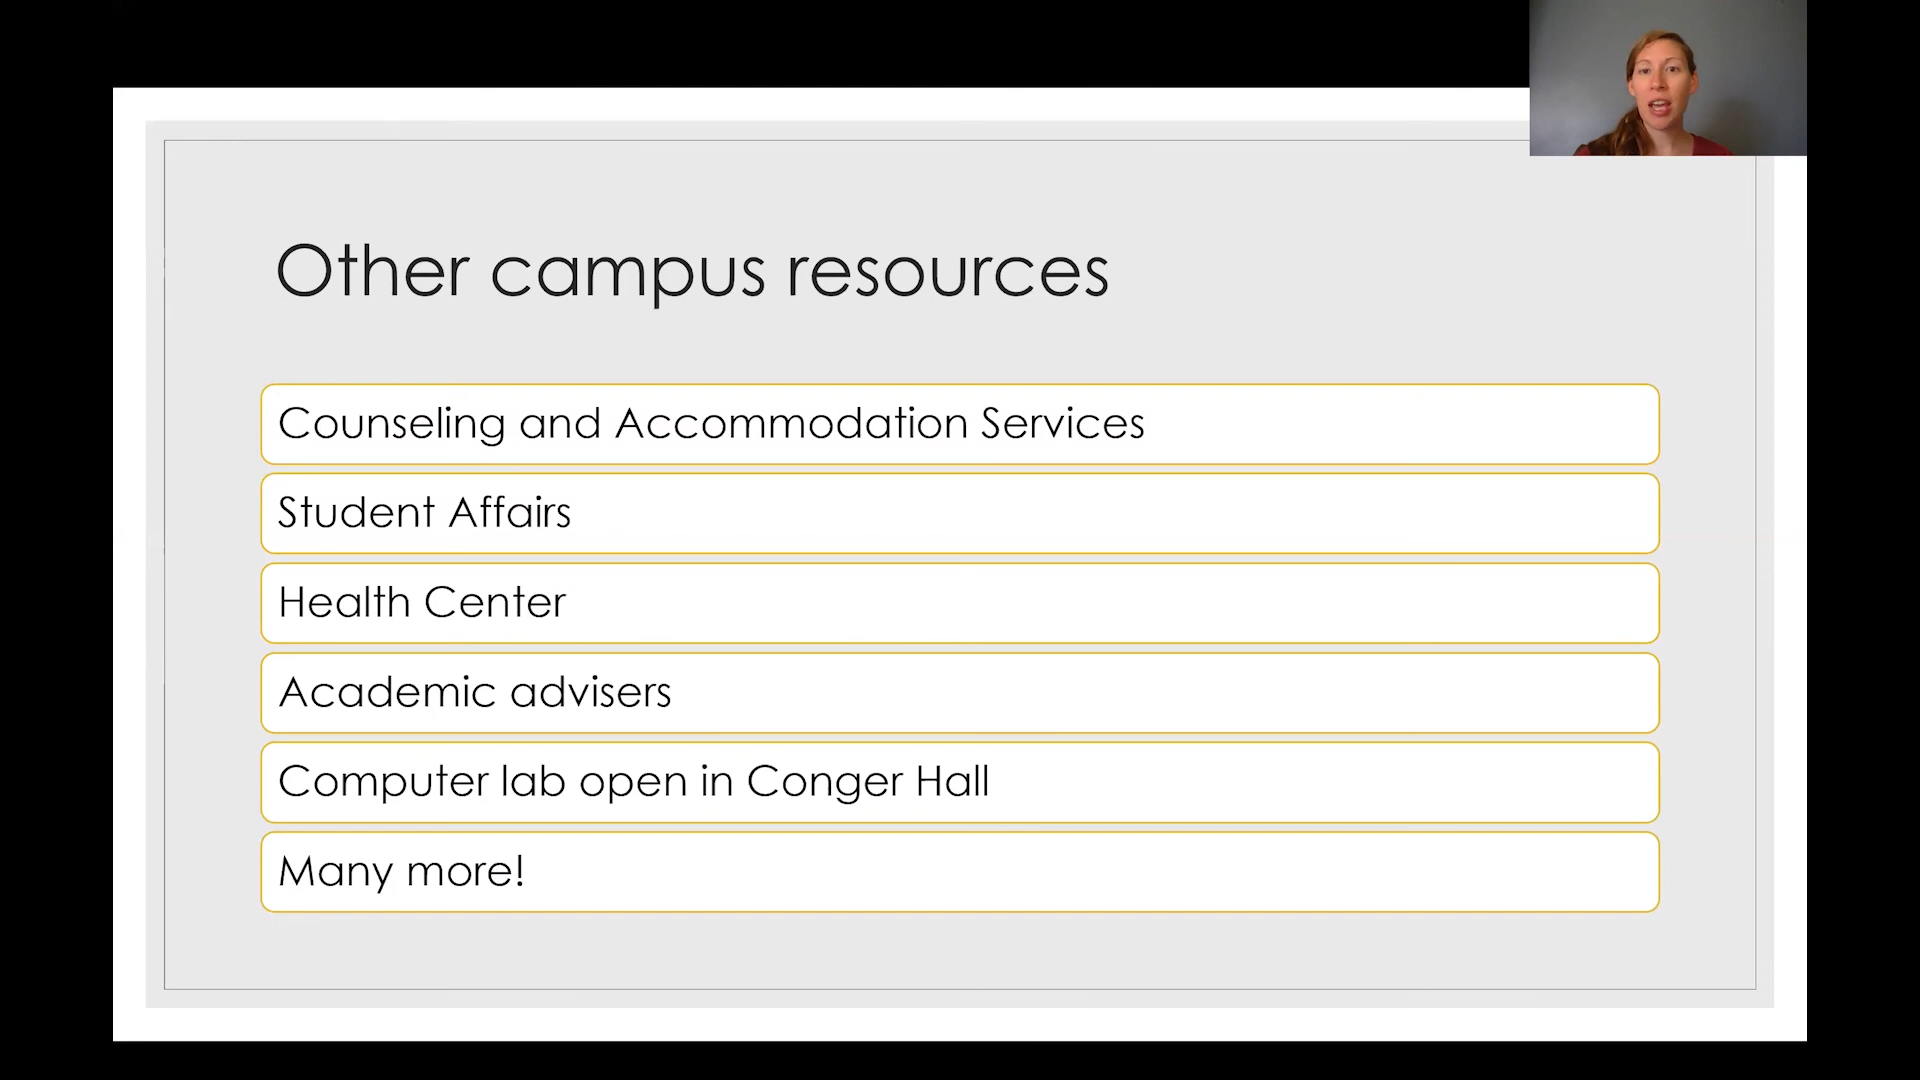 Other campus resources
Counseling and Accommodation Services
Student Affairs
Health Center
Academic advisers
Computer lab open in Conger Hall
Many more!